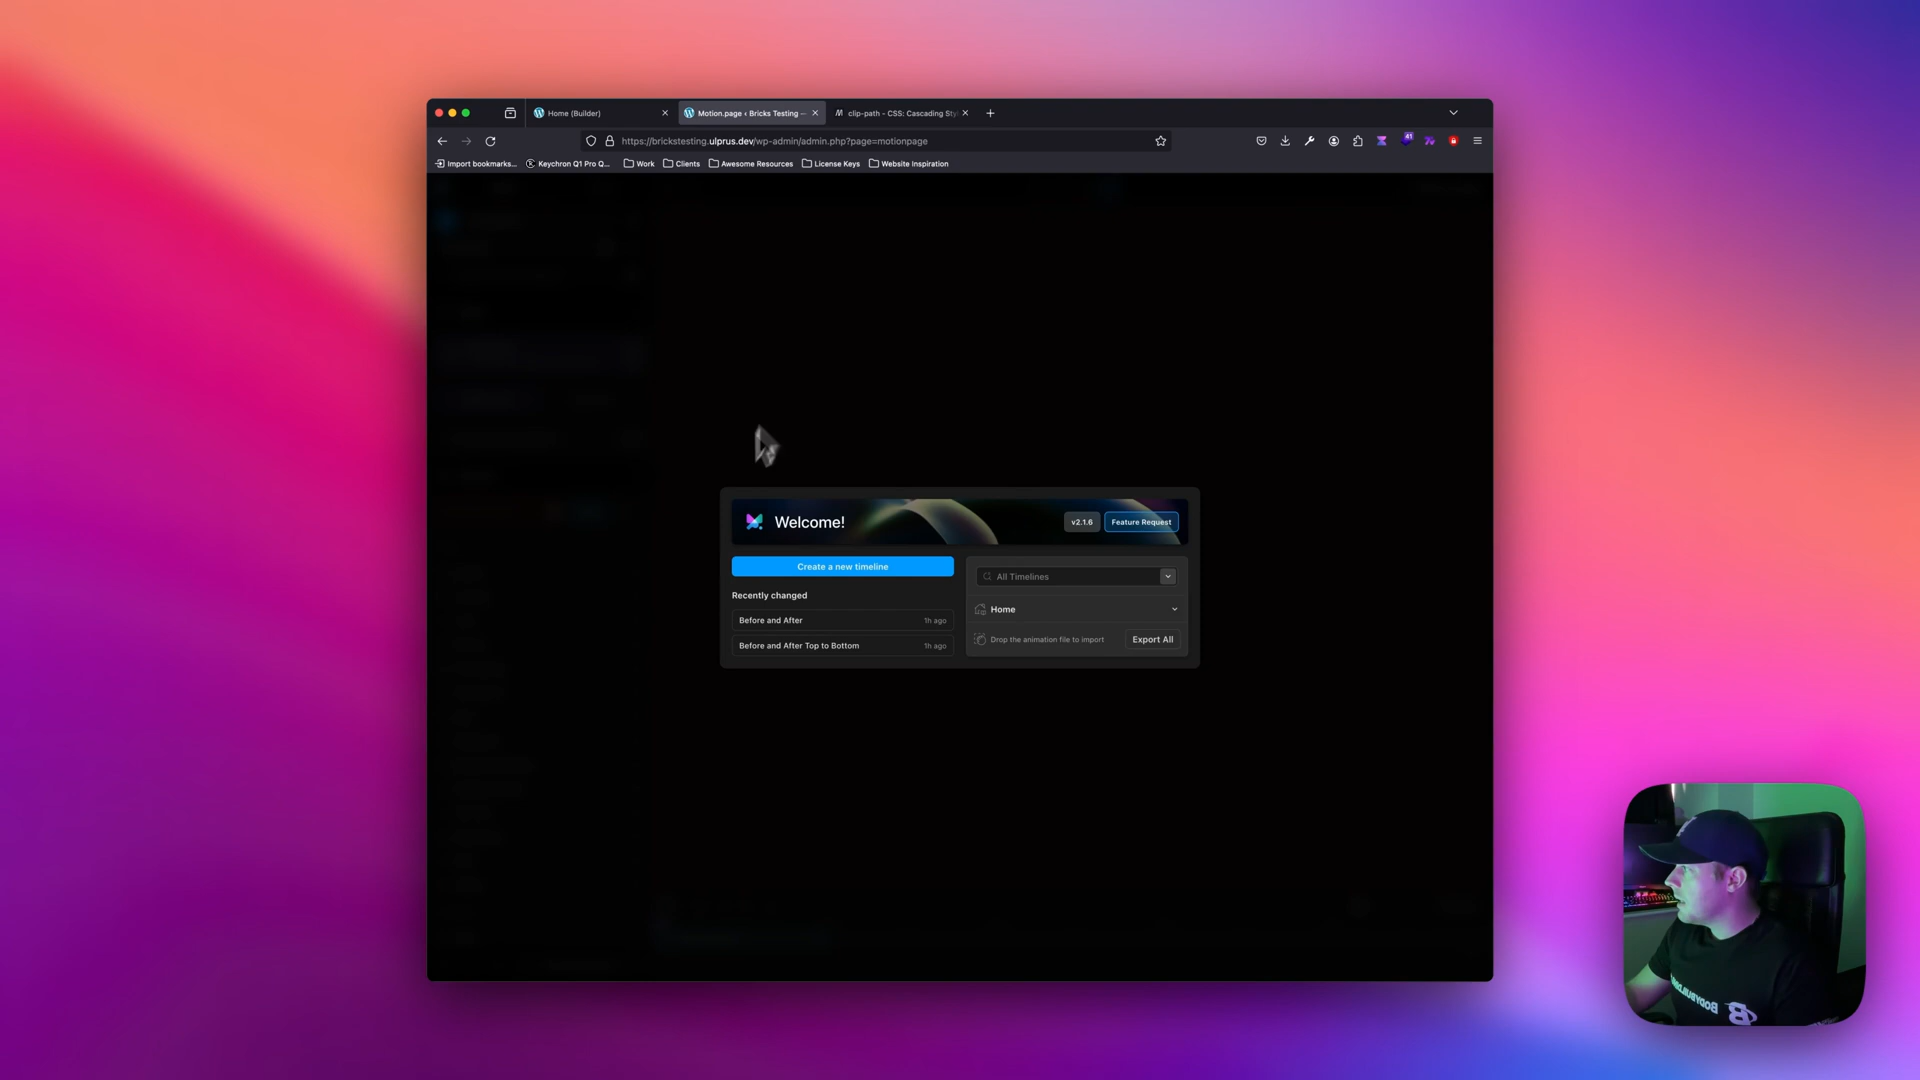 Home (Builder)
Motion.page ‹ Bricks Testing —
clip-path - CSS: Cascading Sty
https://brickstesting.ulprus.dev/wp-admin/admin.php?page=motionpage
41
Import bookmarks...
Keychron Q1 Pro Q...
Work
Clients
Awesome Resources
License Keys
Website Inspiration
Welcome!
v2.1.6
Feature Request
Create a new timeline
All Timelines
Recently changed
Home
Before and After
1h ago
Drop the animation file to import
Export All
Before and After Top to Bottom
1h ago